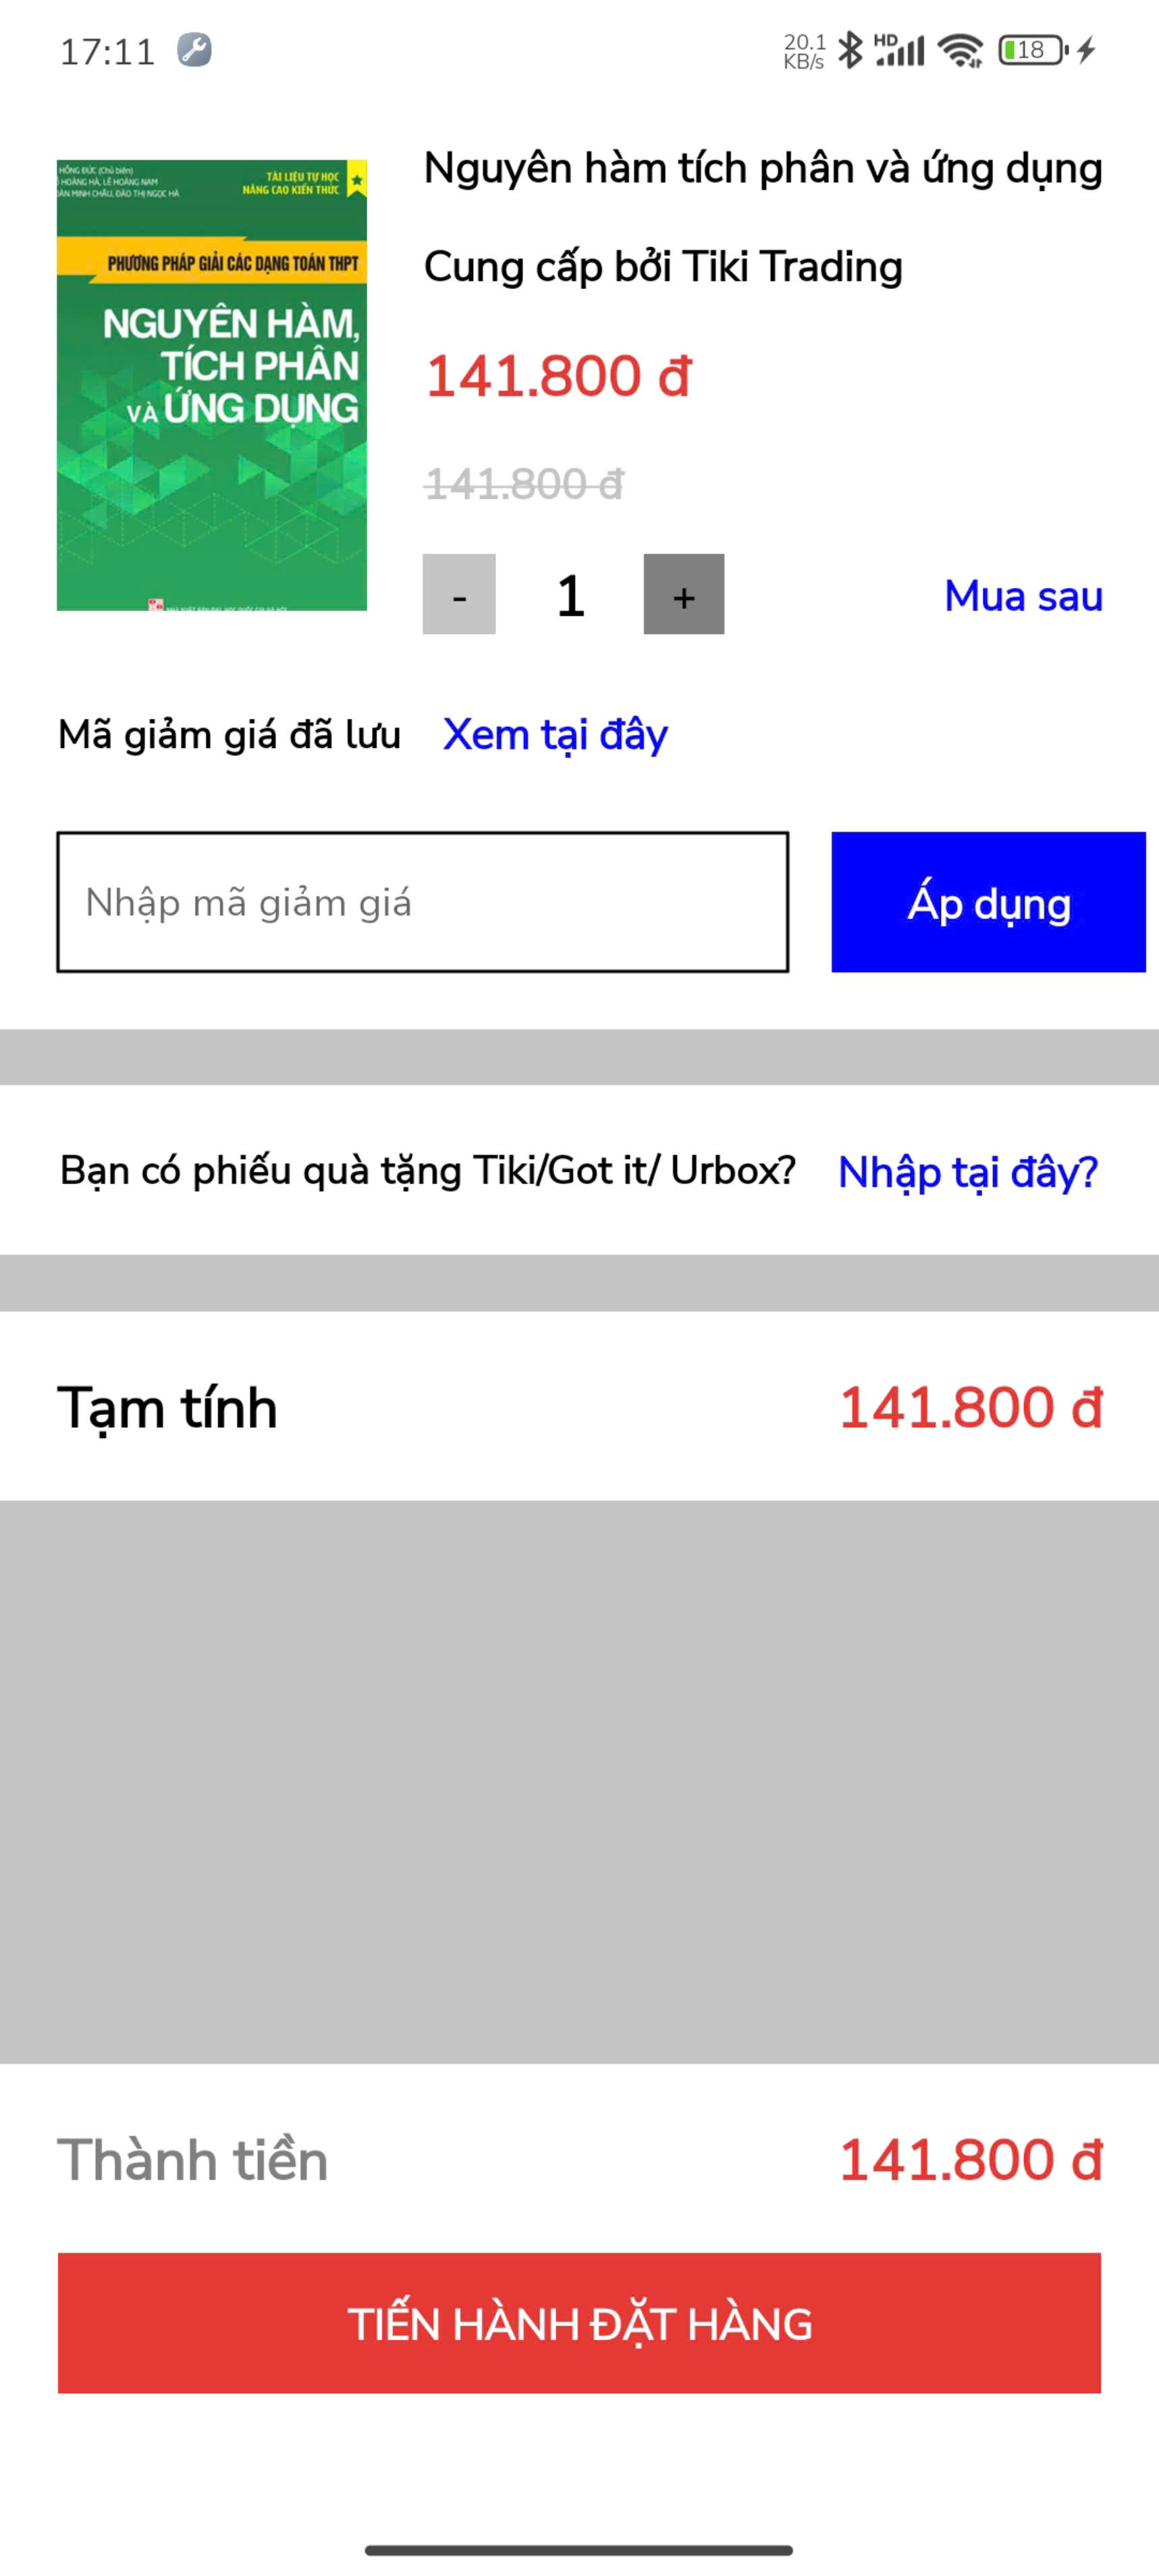 17:11
20.1
KB/s
HD
18
HỒNG ĐỨC (Chủ biên)
HOÀNG HÀ, LÊ HOÀNG NAM
MINH CHÂU, ĐÀO THỊ NGỌC HÀ
TÀI LIỆU TỰ HỌC
NÂNG CAO KIẾN THỨC
PHƯƠNG PHÁP GIẢI CÁC DẠNG TOÁN THPT
NGUYÊN HÀM,
TÍCH PHÂN
VÀ ỨNG DỤNG
Nguyên hàm tích phân và ứng dụng
Cung cấp bởi Tiki Trading
141.800 đ
141.800 đ
- 1 +
Mua sau
Mã giảm giá đã lưu Xem tại đây
Nhập mã giảm giá
Áp dụng
Bạn có phiếu quà tặng Tiki/Got it/ Urbox? Nhập tại đây?
Tạm tính 141.800 đ
Thành tiền 141.800 đ
TIẾN HÀNH ĐẶT HÀNG